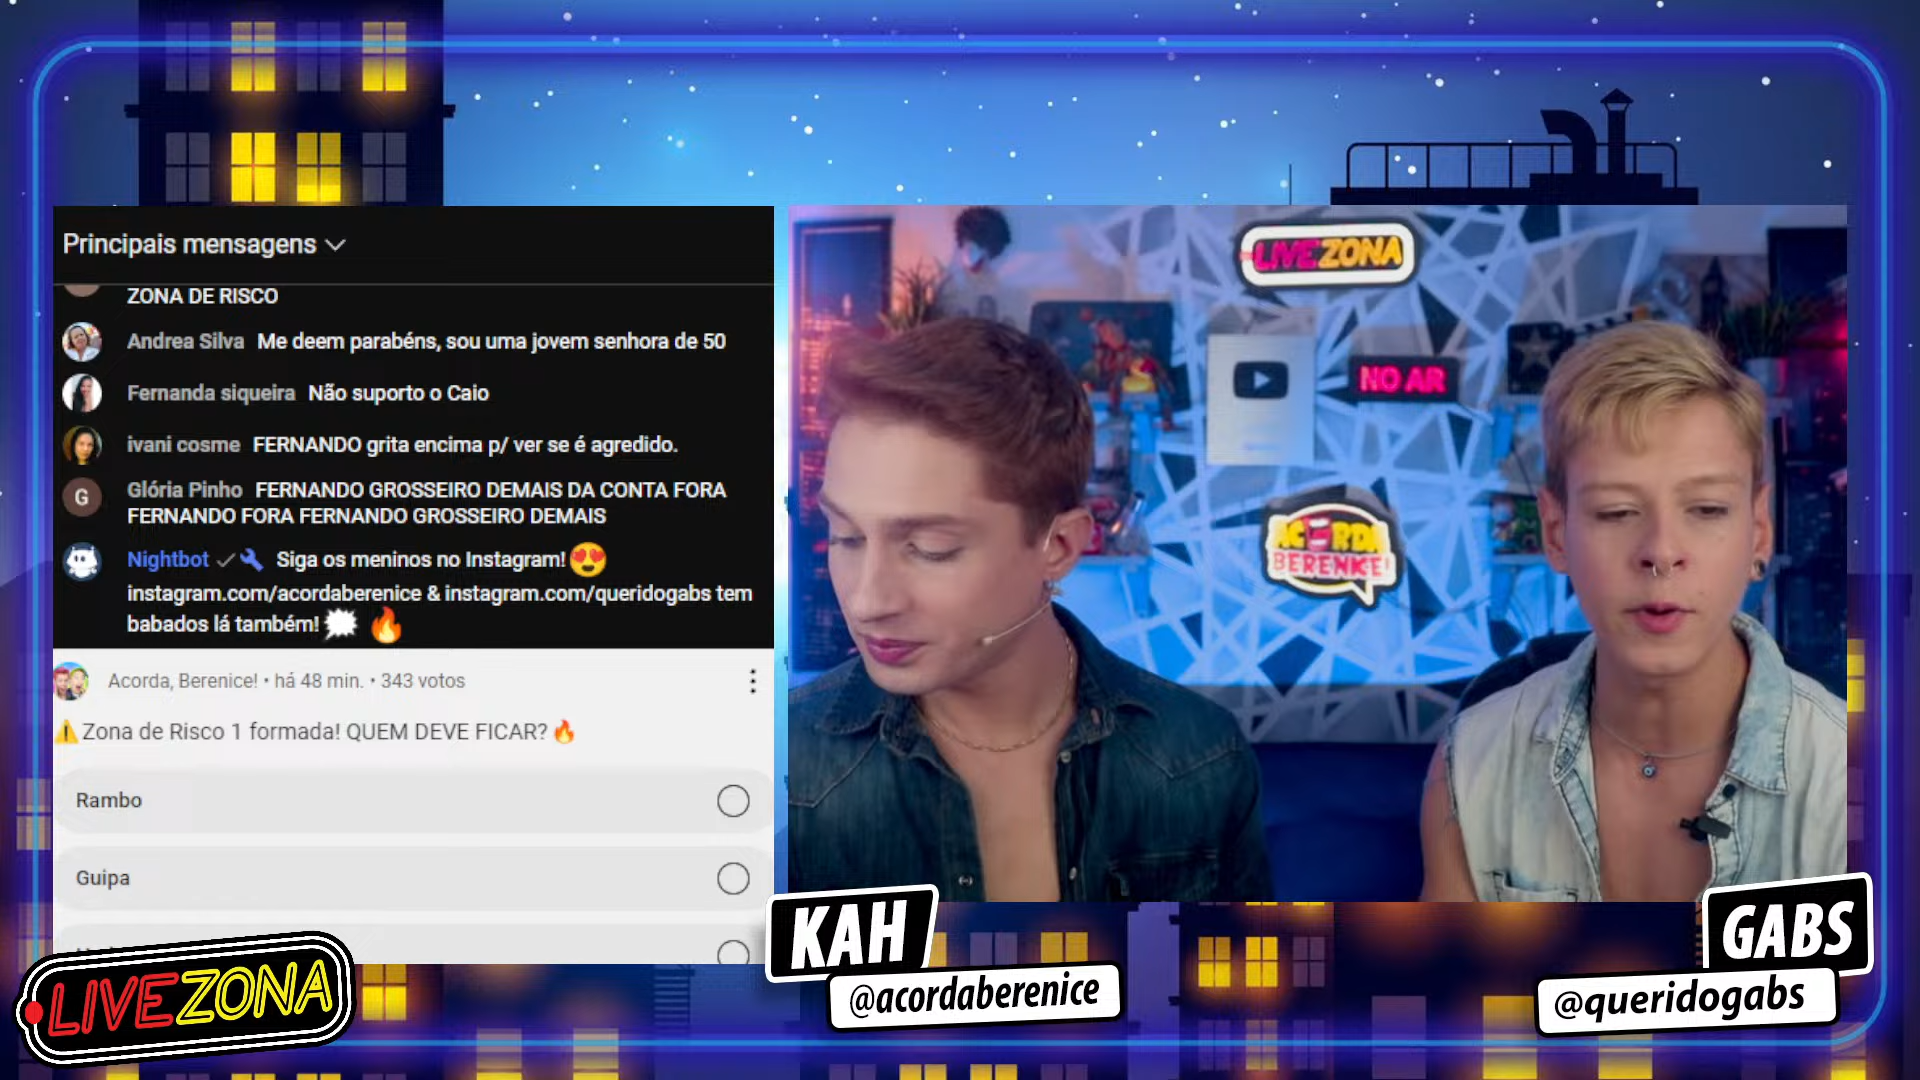 Principais mensagens
ZONA DE RISCO
Andrea Silva Me deem parabéns, sou uma jovem senhora de 50
Fernanda siqueira Não suporto o Caio
ivani cosme FERNANDO grita encima p/ ver se é agredido.
G
Glória Pinho FERNANDO GROSSEIRO DEMAIS DA CONTA FORA
FERNANDO FORA FERNANDO GROSSEIRO DEMAIS
Nightbot Siga os meninos no Instagram! 😍
instagram.com/acordaberenice & instagram.com/queridogabs tem
babados lá também! 🔥
Acorda, Berenice! • há 48 min. • 343 votos
⚠️ Zona de Risco 1 formada! QUEM DEVE FICAR? 🔥
Rambo
Guipa
LIVEZONA
LIVEZONA
NO AR
ACORDA
BERENICE!
KAH
@acordaberenice
GABS
@queridogabs